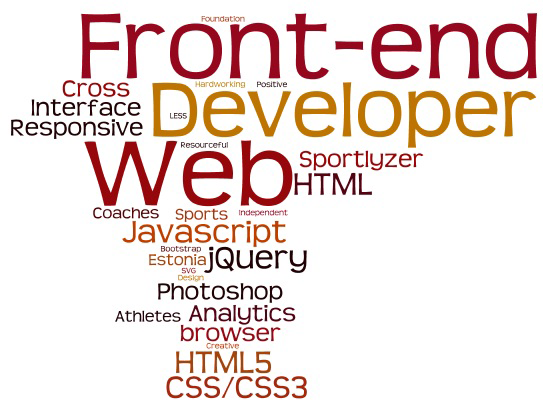 Foundation
Front-end
Cross
Hardworking Positive
Interface
Developer
LESS
Responsive
Resourceful
Web
Sportlyzer
HTML
Coaches Sports Independent
Javascript
Bootstrap
Estonia jQuery
SVG
Design
Photoshop
Athletes Analytics
browser
Creative
HTML5
CSS/CSS3